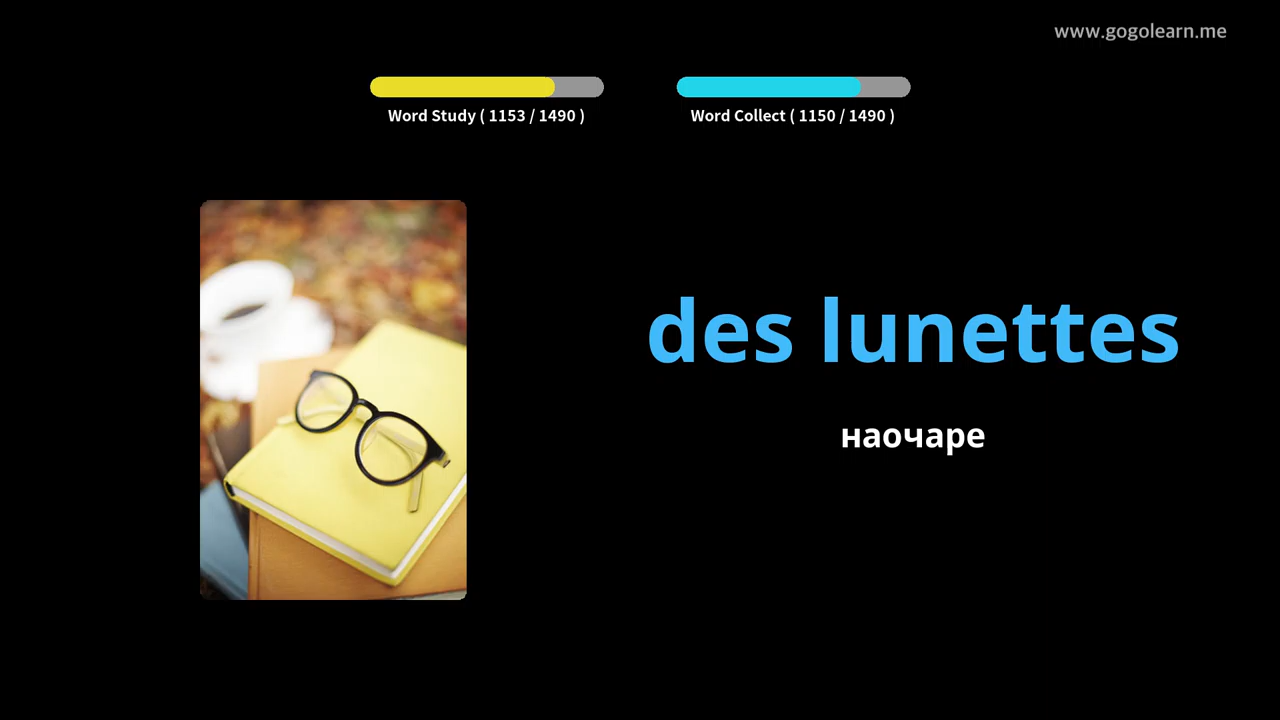 www.gogolearn.me
Word Study ( 1153 / 1490 )
Word Collect ( 1150 / 1490 )
des lunettes
наочаре